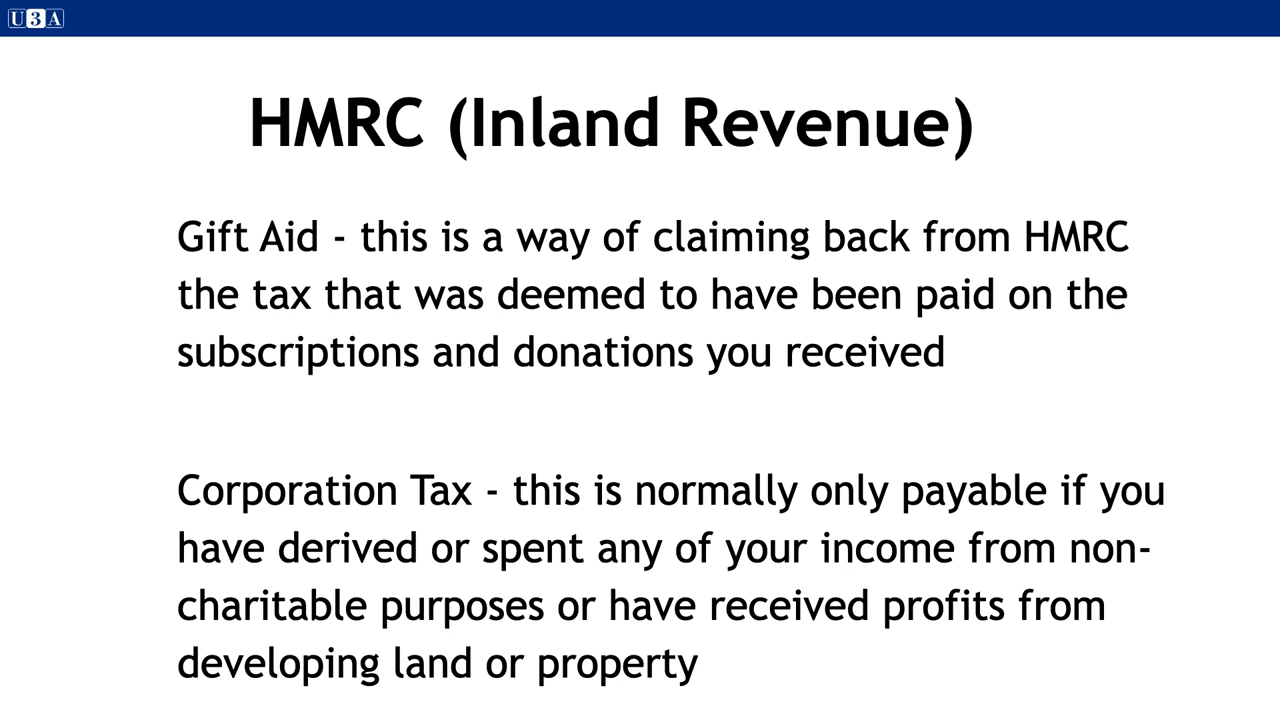 U3A
HMRC (Inland Revenue)
Gift Aid - this is a way of claiming back from HMRC
the tax that was deemed to have been paid on the
subscriptions and donations you received
Corporation Tax - this is normally only payable if you
have derived or spent any of your income from non-
charitable purposes or have received profits from
developing land or property